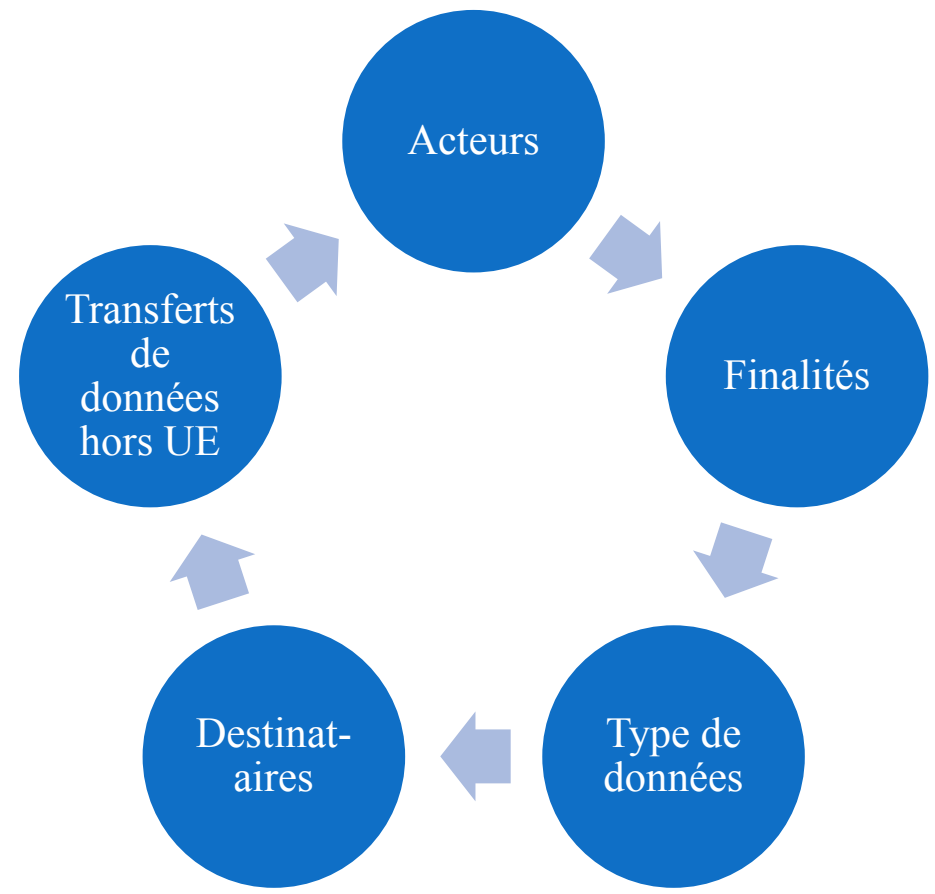 Acteurs
Finalités
Type de
données
Destinat-
aires
Transferts
de
données
hors UE